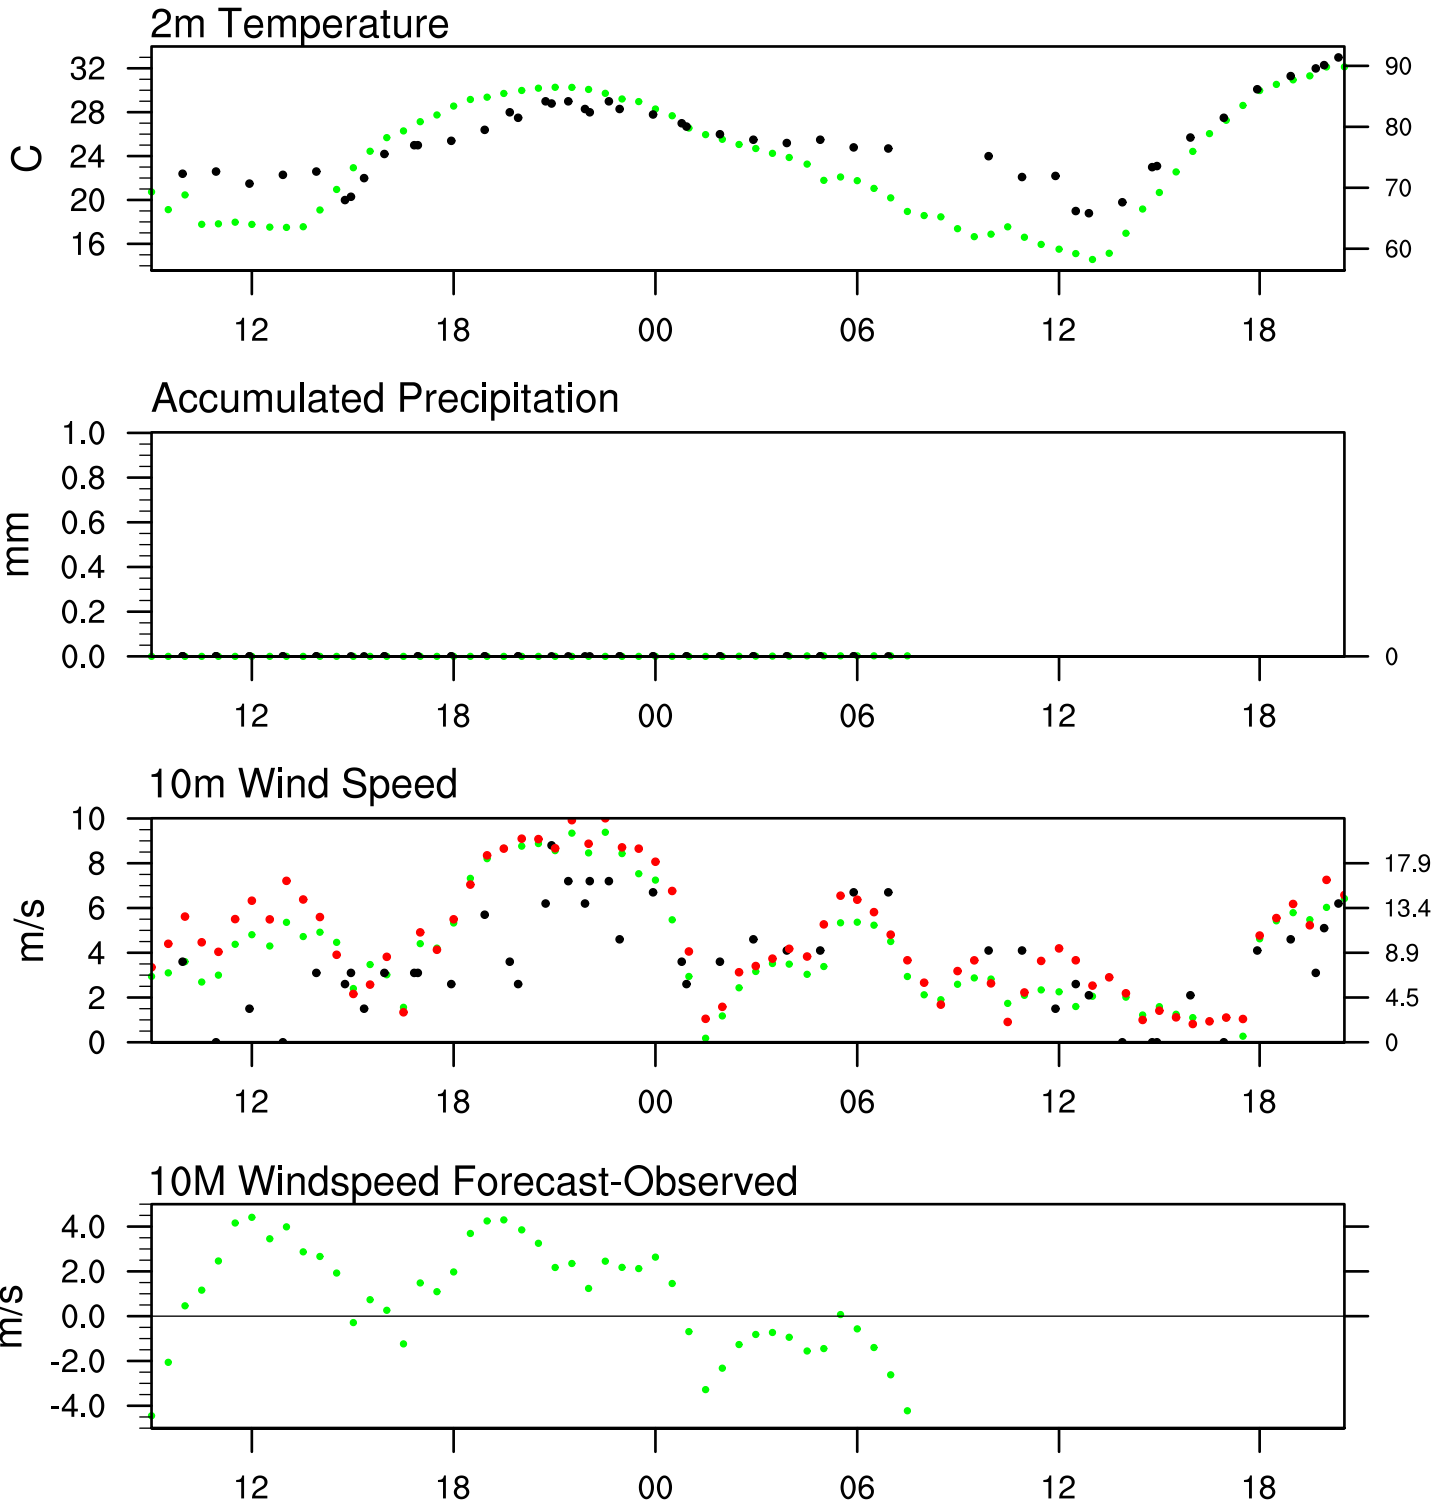 2m Temperature
C
32
28
24
20
16
90
80
70
60
12 18 00 06 12 18
Accumulated Precipitation
mm
1.0
0.8
0.6
0.4
0.2
0.0
0
12 18 00 06 12 18
10m Wind Speed
m/s
10
8
6
4
2
0
17.9
13.4
8.9
4.5
0
12 18 00 06 12 18
10M Windspeed Forecast-Observed
m/s
4.0
2.0
0.0
-2.0
-4.0
12 18 00 06 12 18